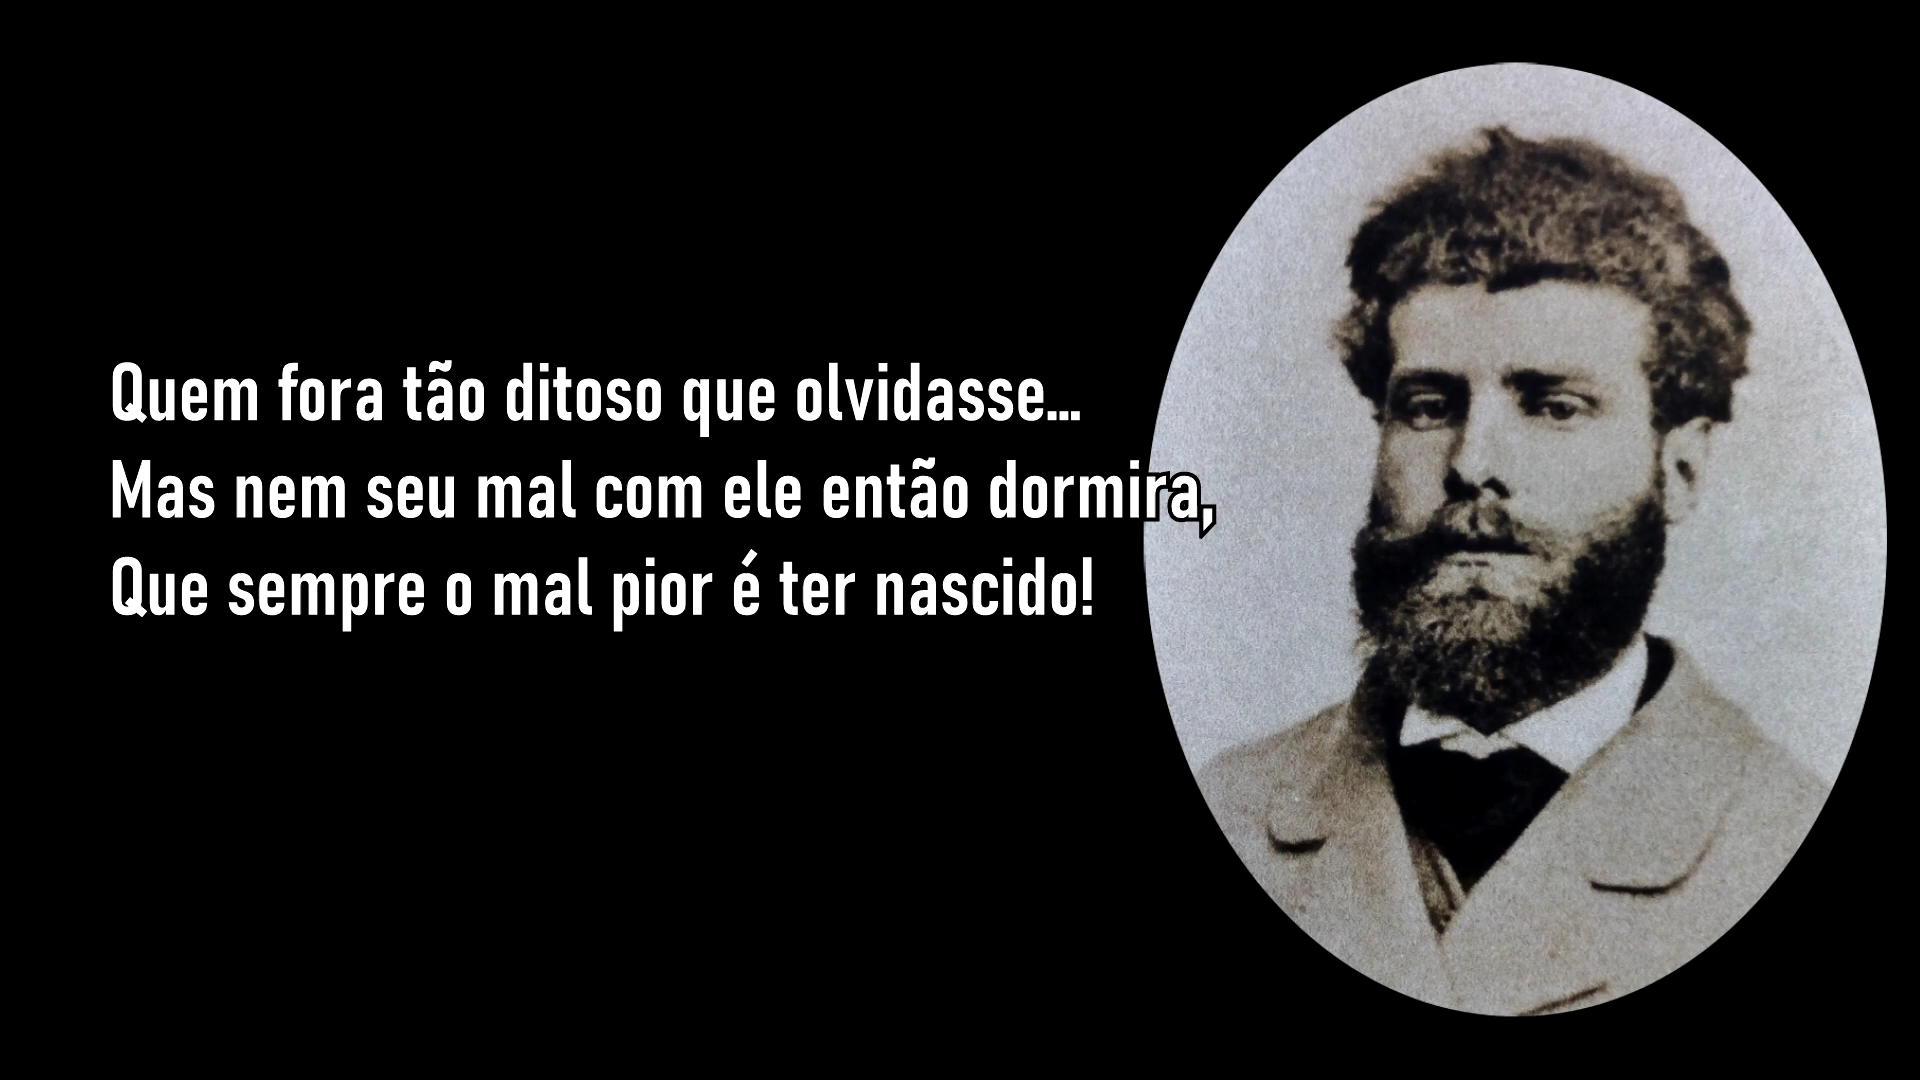 Quem fora tão ditoso que olvidasse...
Mas nem seu mal com ele então dormira,
Que sempre o mal pior é ter nascido!